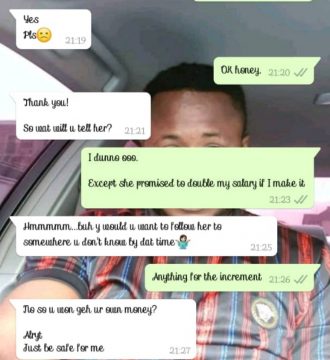 Yes
Pls☹️
21:19
OK honey. 21:20
Thank you!
So wat will u tell her? 21:21
I dunno ooo.
Except she promised to double my salary if I make it
21:23
Hmmmmm...buh y would u want to follow her to
somewhere u don't know by dat time🤷🏻‍♀️ 21:25
Anything for the increment 21:26
No so u won geh ur own money?
Alryt
Just be safe for me 21:27